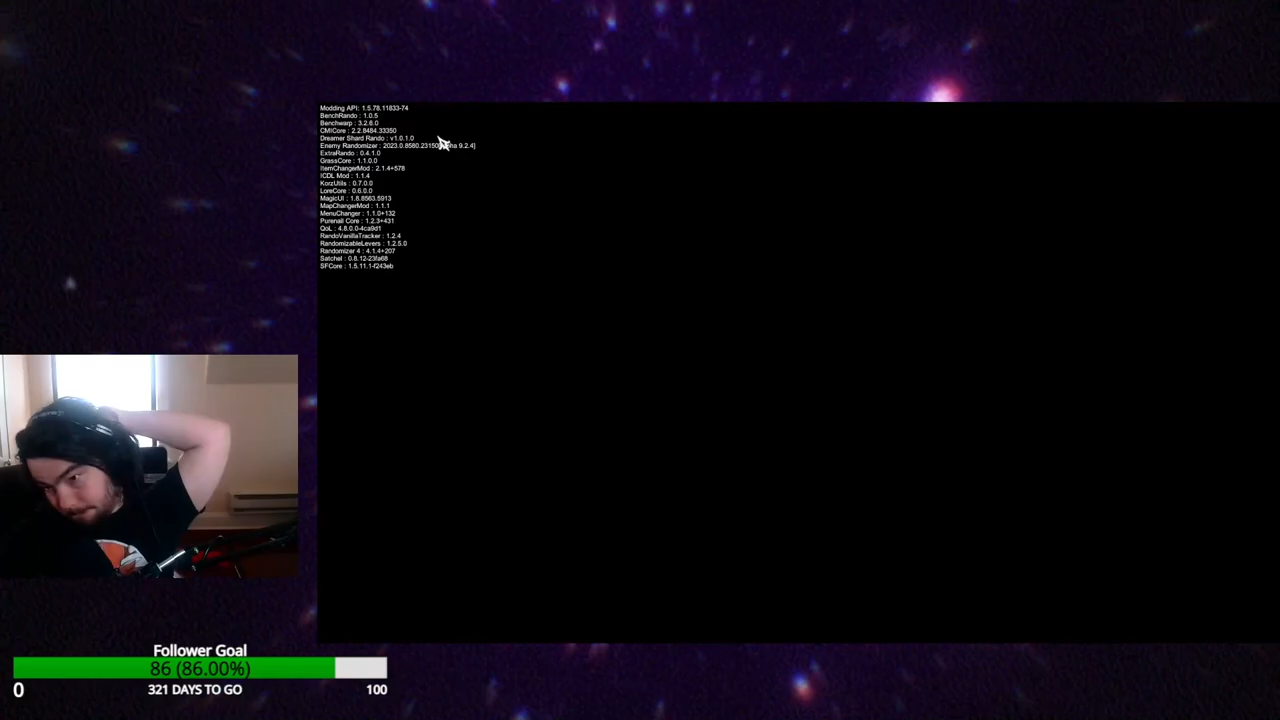 Modding API: 1.5.78.11833-74
BenchRando : 1.0.5
Benchwarp : 3.2.6.0
CMICore : 2.2.8484.33350
Dreamer Shard Rando : v1.0.1.0
Enemy Randomizer : 2023.0.8580.23150 9.2.4]
ExtraRando : 0.4.1.0
GrassCore : 1.1.0.0
ItemChangerMod : 2.1.4+578
ICDL Mod : 1.1.4
KorzUtils : 0.7.0.0
LoreCore : 0.6.0.0
MagicUI : 1.8.8563.5913
MapChangerMod : 1.1.1
MenuChanger : 1.1.0+132
Purenail Core : 1.2.3+431
QoL : 4.8.0.0-4ca9d1
RandoVanillaTracker : 1.2.4
RandomizableLevers : 1.2.5.0
Randomizer 4 : 4.1.4+207
Satchel : 0.8.12-23fa68
SFCore : 1.5.11.1-f243eb
Follower Goal
86 (86.00%)
0 321 DAYS TO GO 100